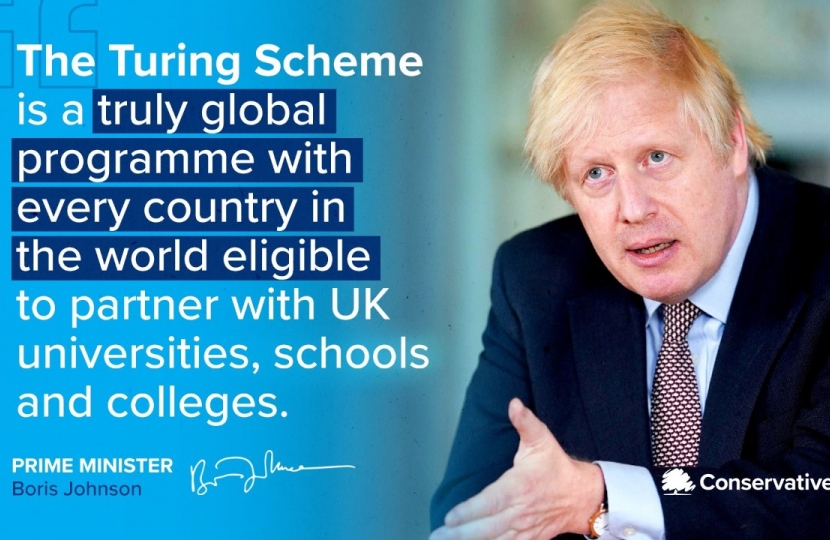 The Turing Scheme
is a truly global
programme with
every country in
the world eligible
to partner with UK
universities, schools
and colleges.
PRIME MINISTER
Boris Johnson
Conservative